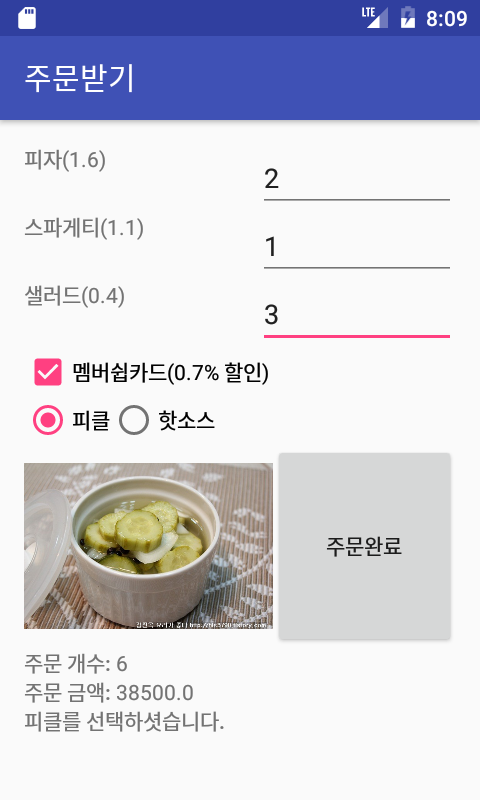 LTE 8:09
주문받기
피자(1.6) 2
스파게티(1.1) 1
샐러드(0.4) 3
멤버쉽카드(0.7% 할인)
피클 핫소스
주문완료
주문 개수: 6
주문 금액: 38500.0
피클를 선택하셧습니다.